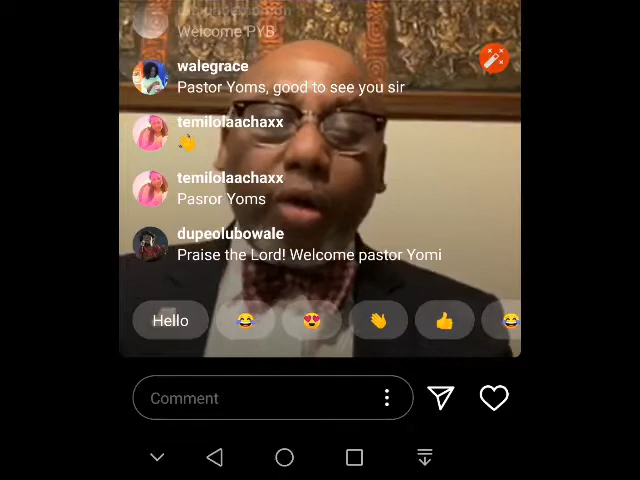 Welcome PYB
walegrace
Pastor Yoms, good to see you sir
temilolaachaxx
👏
temilolaachaxx
Pasror Yoms
dupeolubowale
Praise the Lord! Welcome pastor Yomi
Hello 😂 😍 👏 👍 😂
Comment